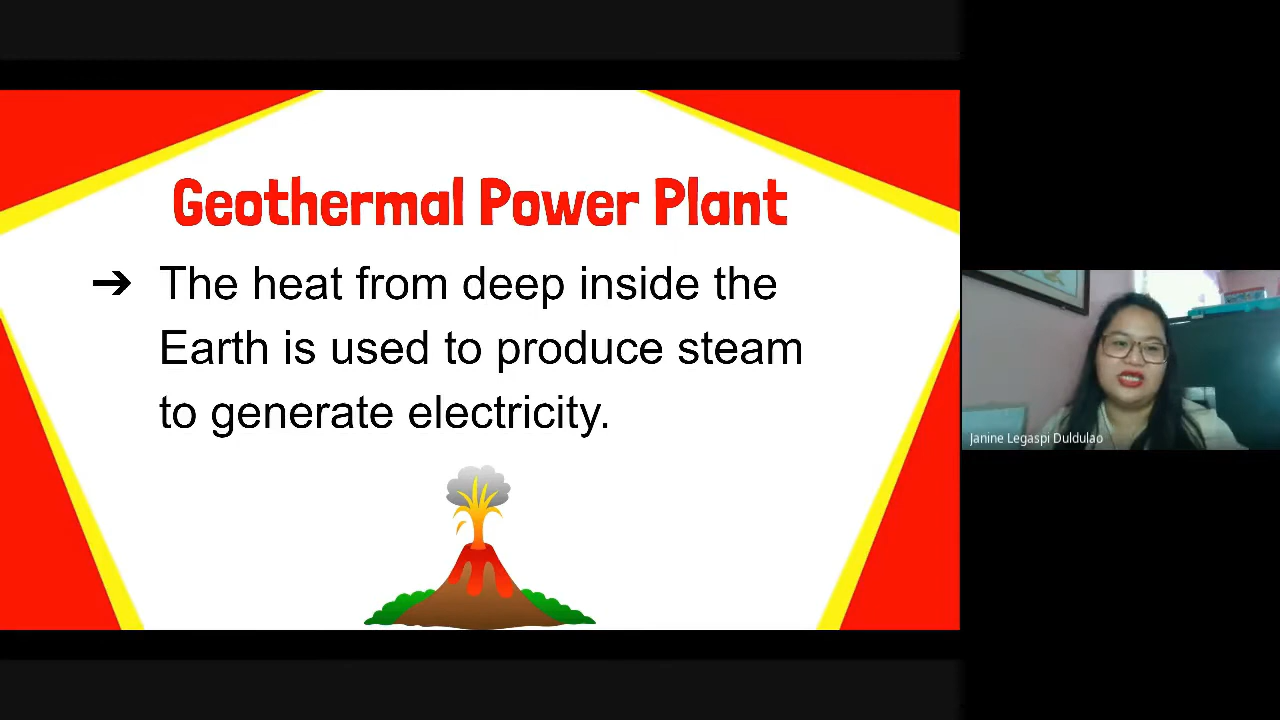 Geothermal Power Plant
➔ The heat from deep inside the
Earth is used to produce steam
to generate electricity.
Janine Legaspi Duldulao